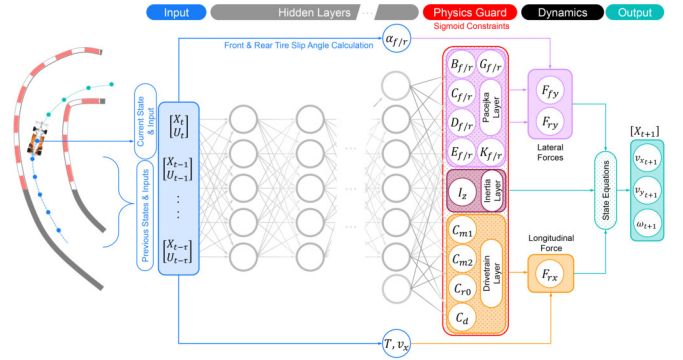 Input
Hidden Layers
Physics Guard
Dynamics
Output
Sigmoid Constraints
Front & Rear Tire Slip Angle Calculation
α_{f/r}
Current State
& Input
Previous States & Inputs
[X_t
U_t]
[X_{t-1}
U_{t-1}]
[X_{t-τ}
U_{t-τ}]
B_{f/r} G_{f/r}
C_{f/r}
D_{f/r}
E_{f/r} K_{f/r}
Pacejka
Layer
I_z
Inertia
Layer
C_{m1}
C_{m2}
C_{r0}
C_d
Drivetrain
Layer
F_{fy}
F_{ry}
Lateral
Forces
Longitudinal
Force
F_{rx}
State Equations
[X_{t+1}]
v_{x_{t+1}}
v_{y_{t+1}}
ω_{t+1}
T, v_x